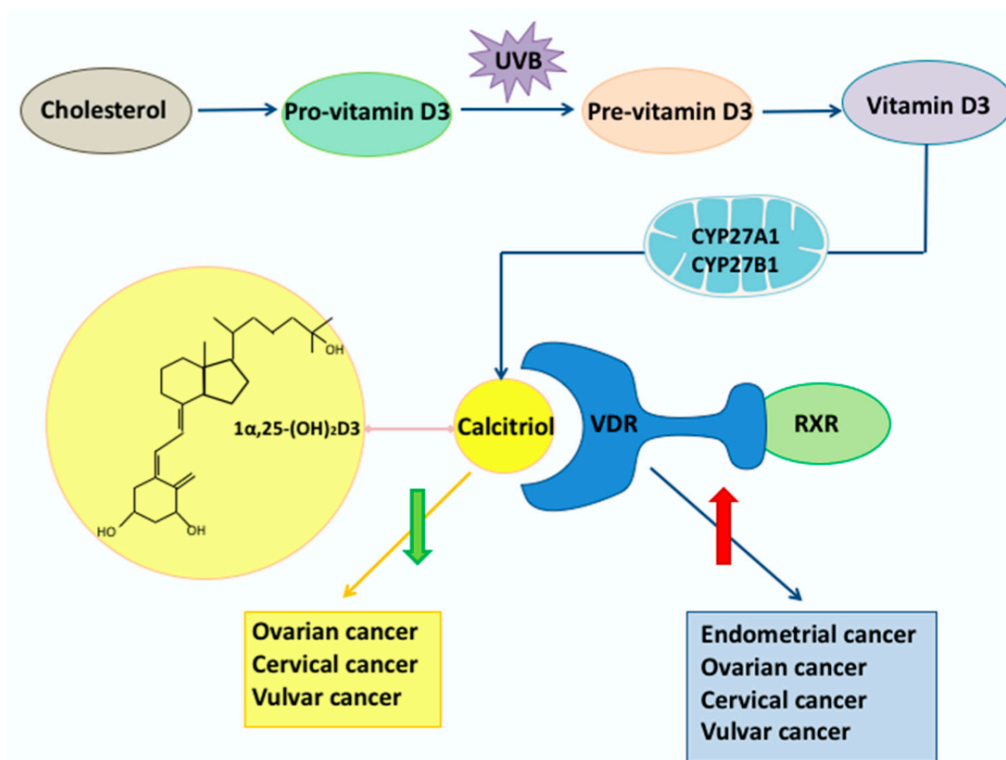 UVB
Cholesterol
Pro-vitamin D3
Pre-vitamin D3
Vitamin D3
CYP27A1
CYP27B1
OH
1α,25-(OH)₂D3
HO
OH
Calcitriol
VDR
RXR
Ovarian cancer
Cervical cancer
Vulvar cancer
Endometrial cancer
Ovarian cancer
Cervical cancer
Vulvar cancer